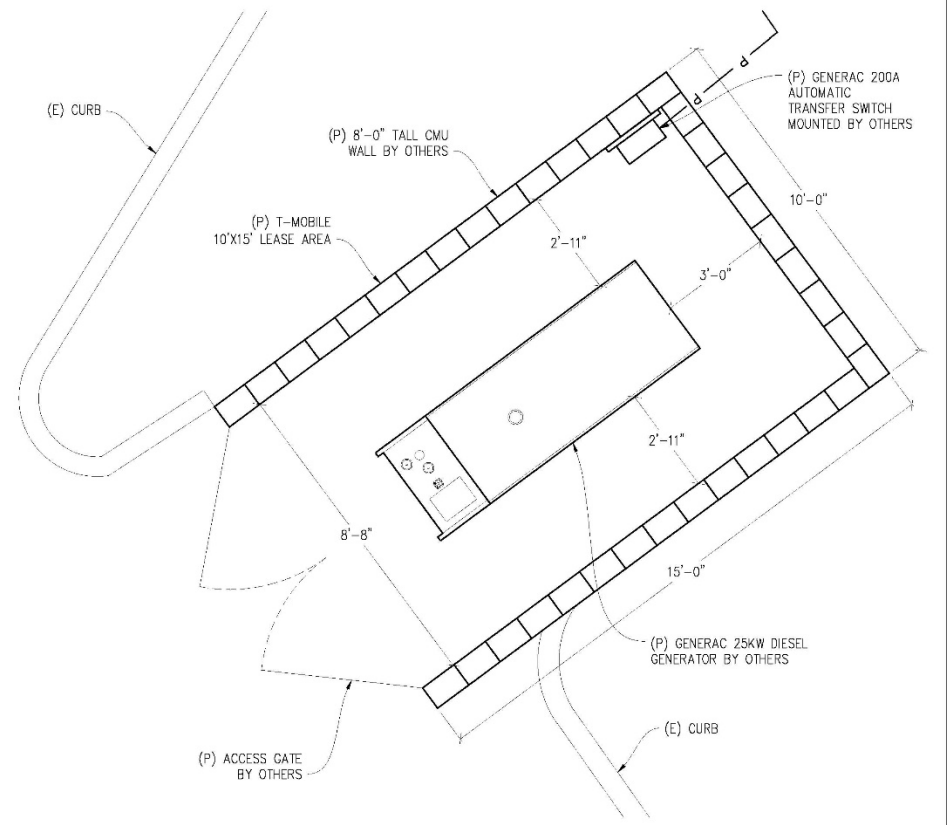 (E) CURB
(P) GENERAC 200A
AUTOMATIC
TRANSFER SWITCH
MOUNTED BY OTHERS
P
P
(P) 8'-0" TALL CMU
WALL BY OTHERS
(P) T-MOBILE
10'X15' LEASE AREA
10'-0"
2'-11"
3'-0"
2'-11"
8'-8"
15'-0"
(P) GENERAC 25KW DIESEL
GENERATOR BY OTHERS
(E) CURB
(P) ACCESS GATE
BY OTHERS